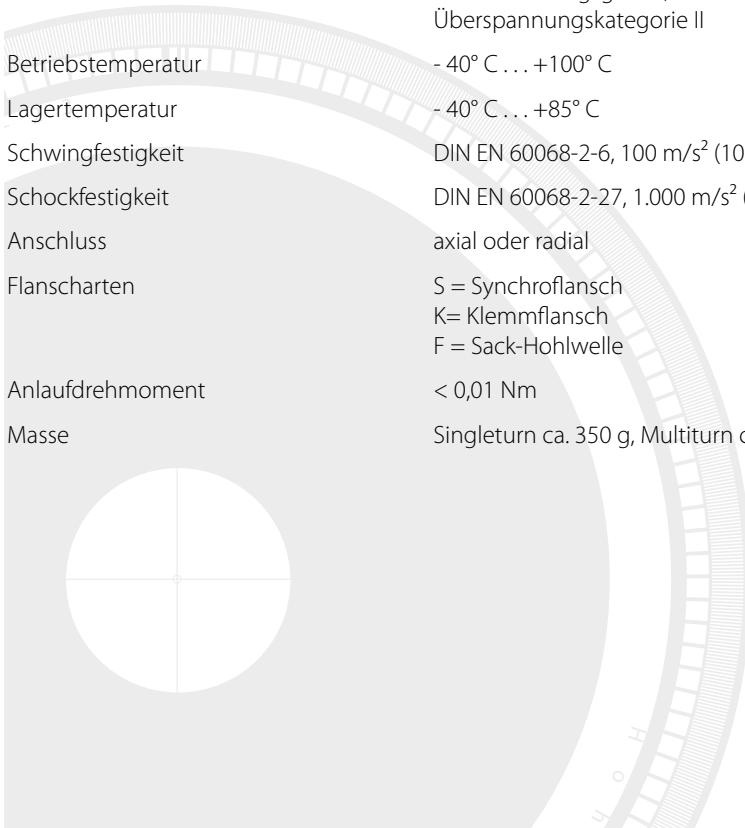 Überspannungskategorie II
Betriebstemperatur - 40° C . . . +100° C
Lagertemperatur - 40° C . . . +85° C
Schwingfestigkeit DIN EN 60068-2-6, 100 m/s² (10
Schockfestigkeit DIN EN 60068-2-27, 1.000 m/s² (
Anschluss axial oder radial
Flanscharten S = Synchroflansch
K= Klemmflansch
F = Sack-Hohlwelle
Anlaufdrehmoment < 0,01 Nm
Masse Singleturn ca. 350 g, Multiturn
H o h